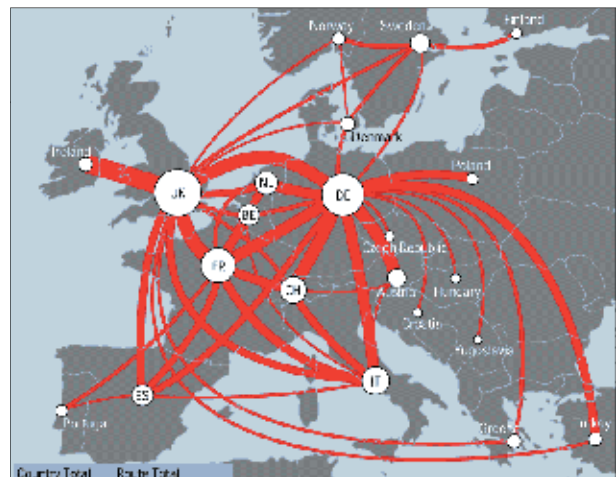 Norway
Sweden
Finland
Denmark
Ireland
Poland
UK
NL
DE
BE
Czech Republic
FR
CH
Austria
Hungary
Croatia
Yugoslavia
IT
ES
Portugal
Greece
Turkey
Country Total Route Total